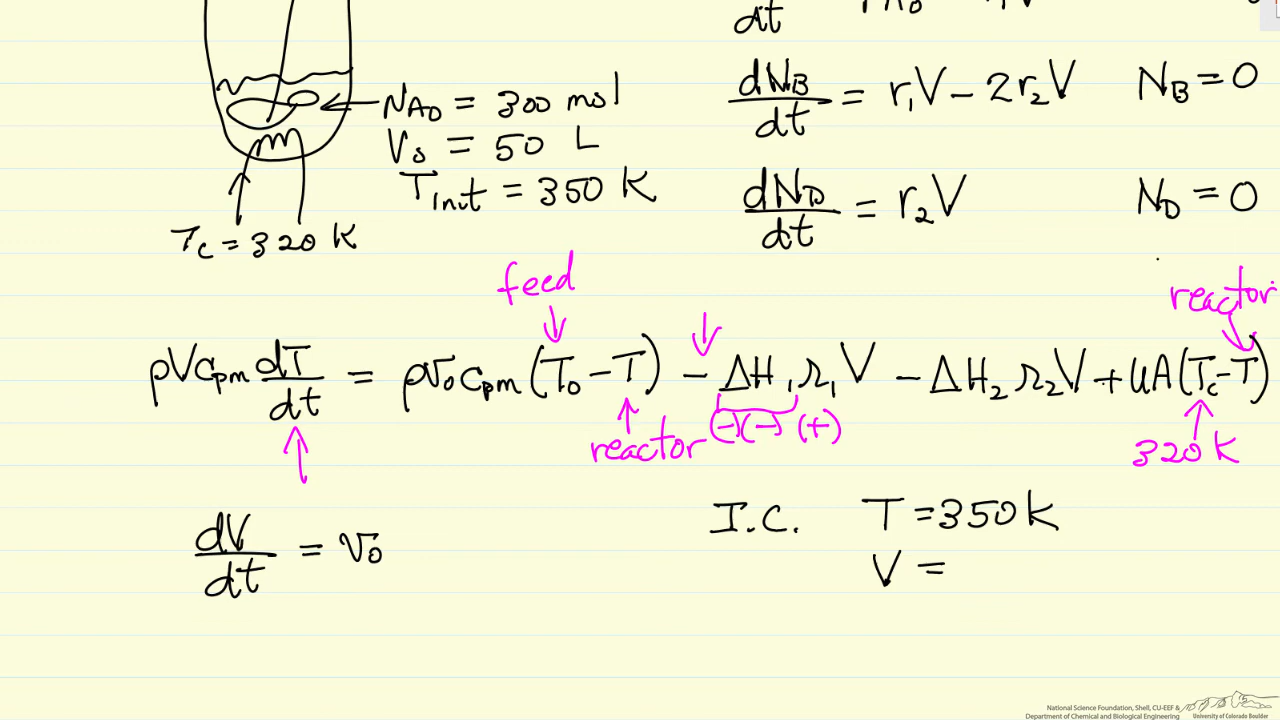 dt
N_A0 = 300 mol
V_0 = 50 L
T_init = 350 K
T_c = 320 K
dN_B/dt = r_1V - 2r_2V
N_B = 0
dN_D/dt = r_2V
N_D = 0
feed
reactor
ρVC_pm dT/dt = ρv_0C_pm(T_0 - T) - ΔH_1r_1V - ΔH_2r_2V + UA(T_c - T)
reactor
(-)(-) (+)
320 K
dV/dt = v_0
I.C. T = 350 K
V =
National Science Foundation, Shell, CU-EEF &
Department of Chemical and Biological Engineering
University of Colorado Boulder